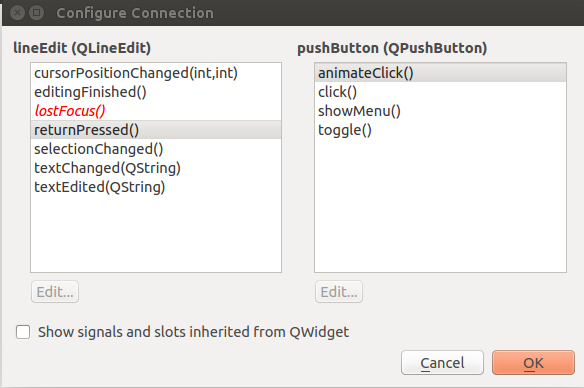 Configure Connection
lineEdit (QLineEdit)
cursorPositionChanged(int,int)
editingFinished()
lostFocus()
returnPressed()
selectionChanged()
textChanged(QString)
textEdited(QString)
Edit...
pushButton (QPushButton)
animateClick()
click()
showMenu()
toggle()
Edit...
Show signals and slots inherited from QWidget
Cancel
OK